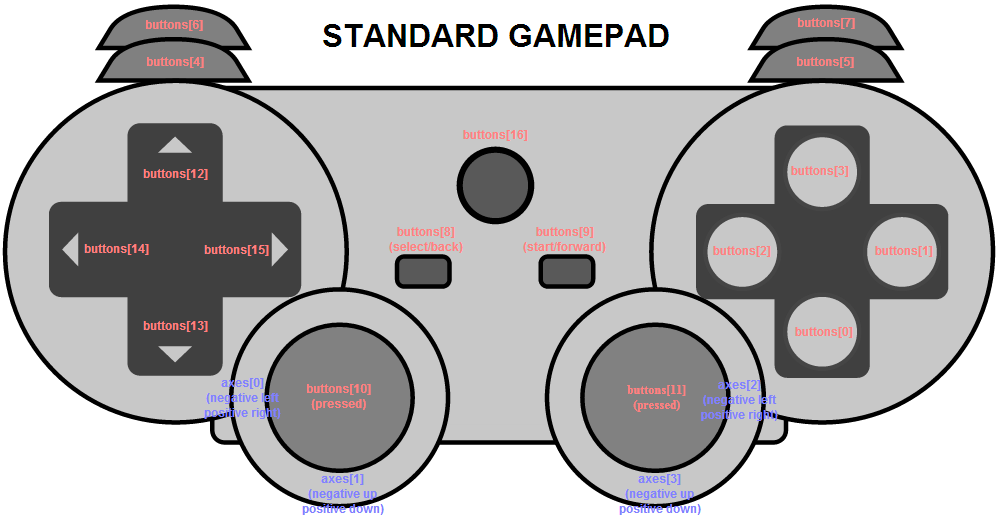 STANDARD GAMEPAD
buttons[6]
buttons[4]
buttons[7]
buttons[5]
buttons[16]
buttons[12]
buttons[14]
buttons[15]
buttons[13]
buttons[8]
(select/back)
buttons[9]
(start/forward)
buttons[3]
buttons[2]
buttons[1]
buttons[0]
axes[0]
(negative left
positive right)
buttons[10]
(pressed)
axes[1]
(negative up
positive down)
buttons[11]
(pressed)
axes[2]
(negative left
positive right)
axes[3]
(negative up
positive down)